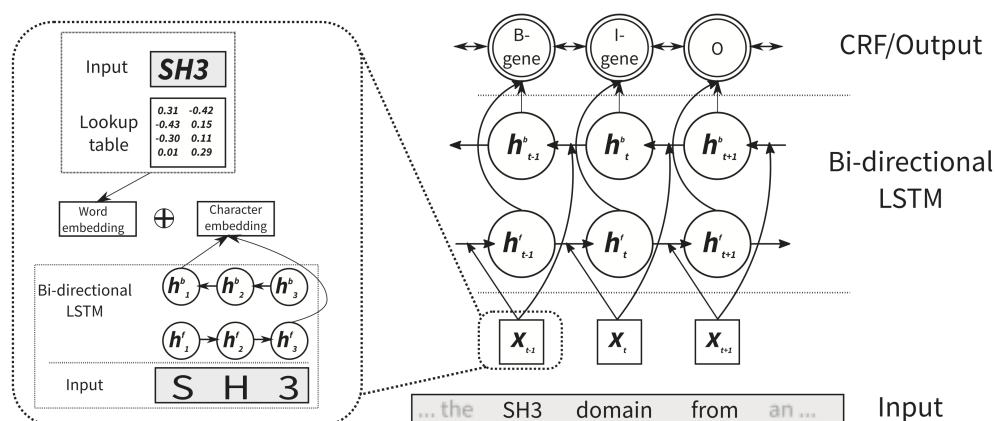 Input
SH3
Lookup
table
0.31 -0.42
-0.43 0.15
-0.30 0.11
0.01 0.29
Word
embedding
Character
embedding
Bi-directional
LSTM
h^b_1 h^b_2 h^b_3
h^f_1 h^f_2 h^f_3
Input
S H 3
B-
gene
I-
gene
O
CRF/Output
h^b_t-1 h^b_t h^b_t+1
Bi-directional
LSTM
h^f_t-1 h^f_t h^f_t+1
x_t-1 x_t x_t+1
... the SH3 domain from an ...
Input